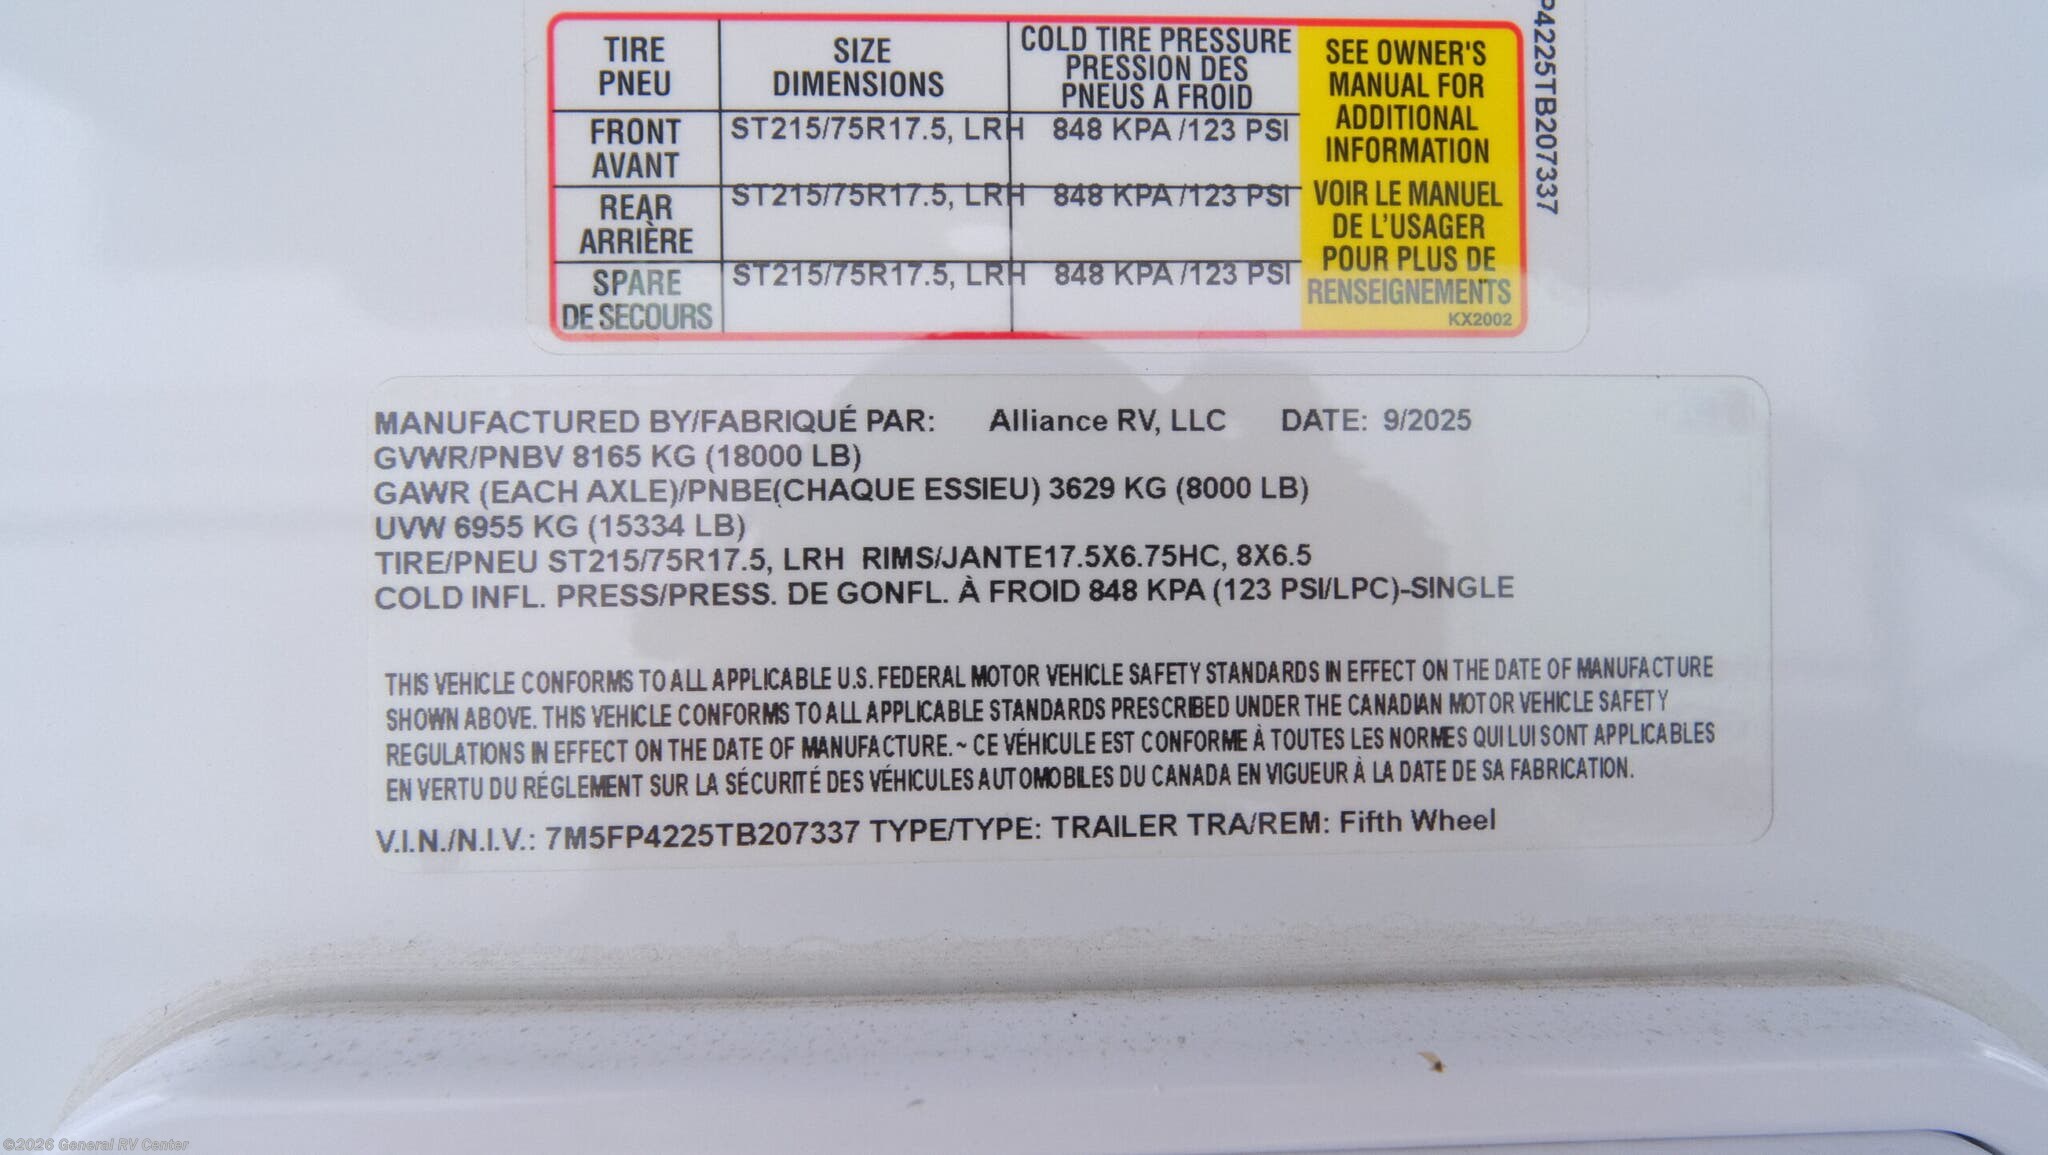 TIRE
PNEU
SIZE
DIMENSIONS
COLD TIRE PRESSURE
PRESSION DES
PNEUS A FROID
FRONT
AVANT
ST215/75R17.5, LRH 848 KPA /123 PSI
REAR
ARRIÈRE
ST215/75R17.5, LRH 848 KPA /123 PSI
SPARE
DE SECOURS
ST215/75R17.5, LRH 848 KPA /123 PSI
SEE OWNER'S
MANUAL FOR
ADDITIONAL
INFORMATION
VOIR LE MANUEL
DE L'USAGER
POUR PLUS DE
RENSEIGNEMENTS
KX2002
P4225TB207337
MANUFACTURED BY/FABRIQUÉ PAR: Alliance RV, LLC DATE: 9/2025
GVWR/PNBV 8165 KG (18000 LB)
GAWR (EACH AXLE)/PNBE(CHAQUE ESSIEU) 3629 KG (8000 LB)
UVW 6955 KG (15334 LB)
TIRE/PNEU ST215/75R17.5, LRH RIMS/JANTE17.5X6.75HC, 8X6.5
COLD INFL. PRESS/PRESS. DE GONFL. À FROID 848 KPA (123 PSI/LPC)-SINGLE
THIS VEHICLE CONFORMS TO ALL APPLICABLE U.S. FEDERAL MOTOR VEHICLE SAFETY STANDARDS IN EFFECT ON THE DATE OF MANUFACTURE
SHOWN ABOVE. THIS VEHICLE CONFORMS TO ALL APPLICABLE STANDARDS PRESCRIBED UNDER THE CANADIAN MOTOR VEHICLE SAFETY
REGULATIONS IN EFFECT ON THE DATE OF MANUFACTURE. ~ CE VÉHICULE EST CONFORME À TOUTES LES NORMES QUI LUI SONT APPLICABLES
EN VERTU DU RÉGLEMENT SUR LA SÉCURITÉ DES VÉHICULES AUTOMOBILES DU CANADA EN VIGUEUR À LA DATE DE SA FABRICATION.
V.I.N./N.I.V.: 7M5FP4225TB207337 TYPE/TYPE: TRAILER TRA/REM: Fifth Wheel
©2026 General RV Center